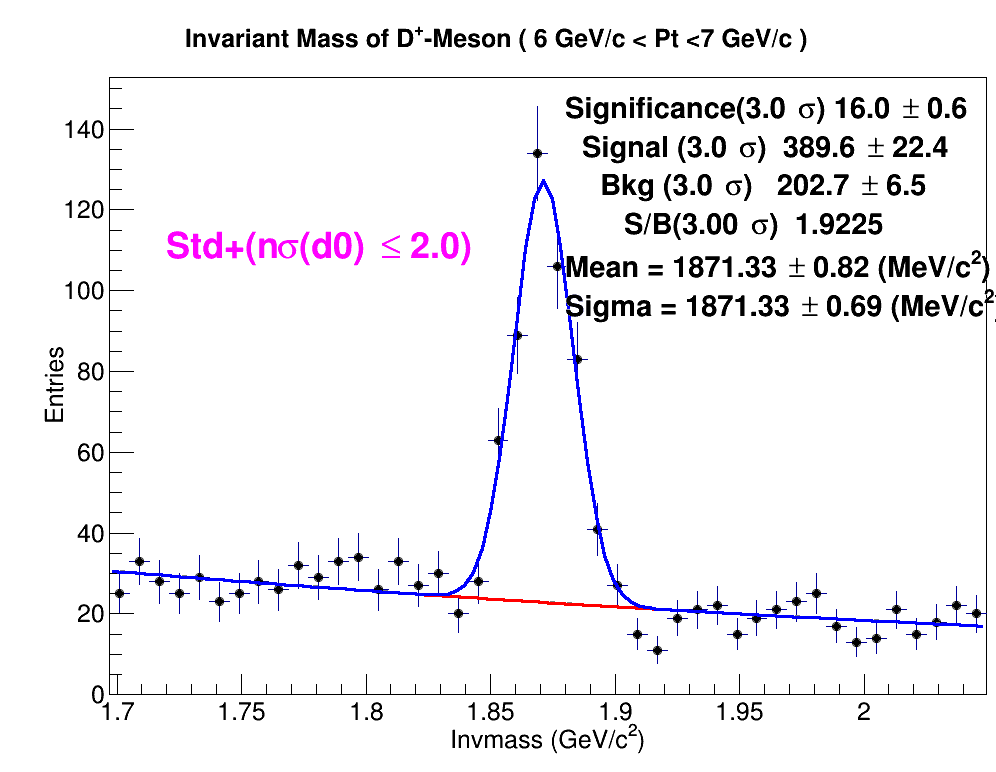 Invariant Mass of D⁺-Meson ( 6 GeV/c < Pt <7 GeV/c )
Significance(3.0 σ) 16.0 ± 0.6
Signal (3.0 σ) 389.6 ± 22.4
Bkg (3.0 σ) 202.7 ± 6.5
S/B(3.00 σ) 1.9225
Std+(nσ(d0) ≤ 2.0)
Mean = 1871.33 ± 0.82 (MeV/c²)
Sigma = 1871.33 ± 0.69 (MeV/c²)
Entries
140
120
100
80
60
40
20
0
1.7 1.75 1.8 1.85 1.9 1.95 2
Invmass (GeV/c²)